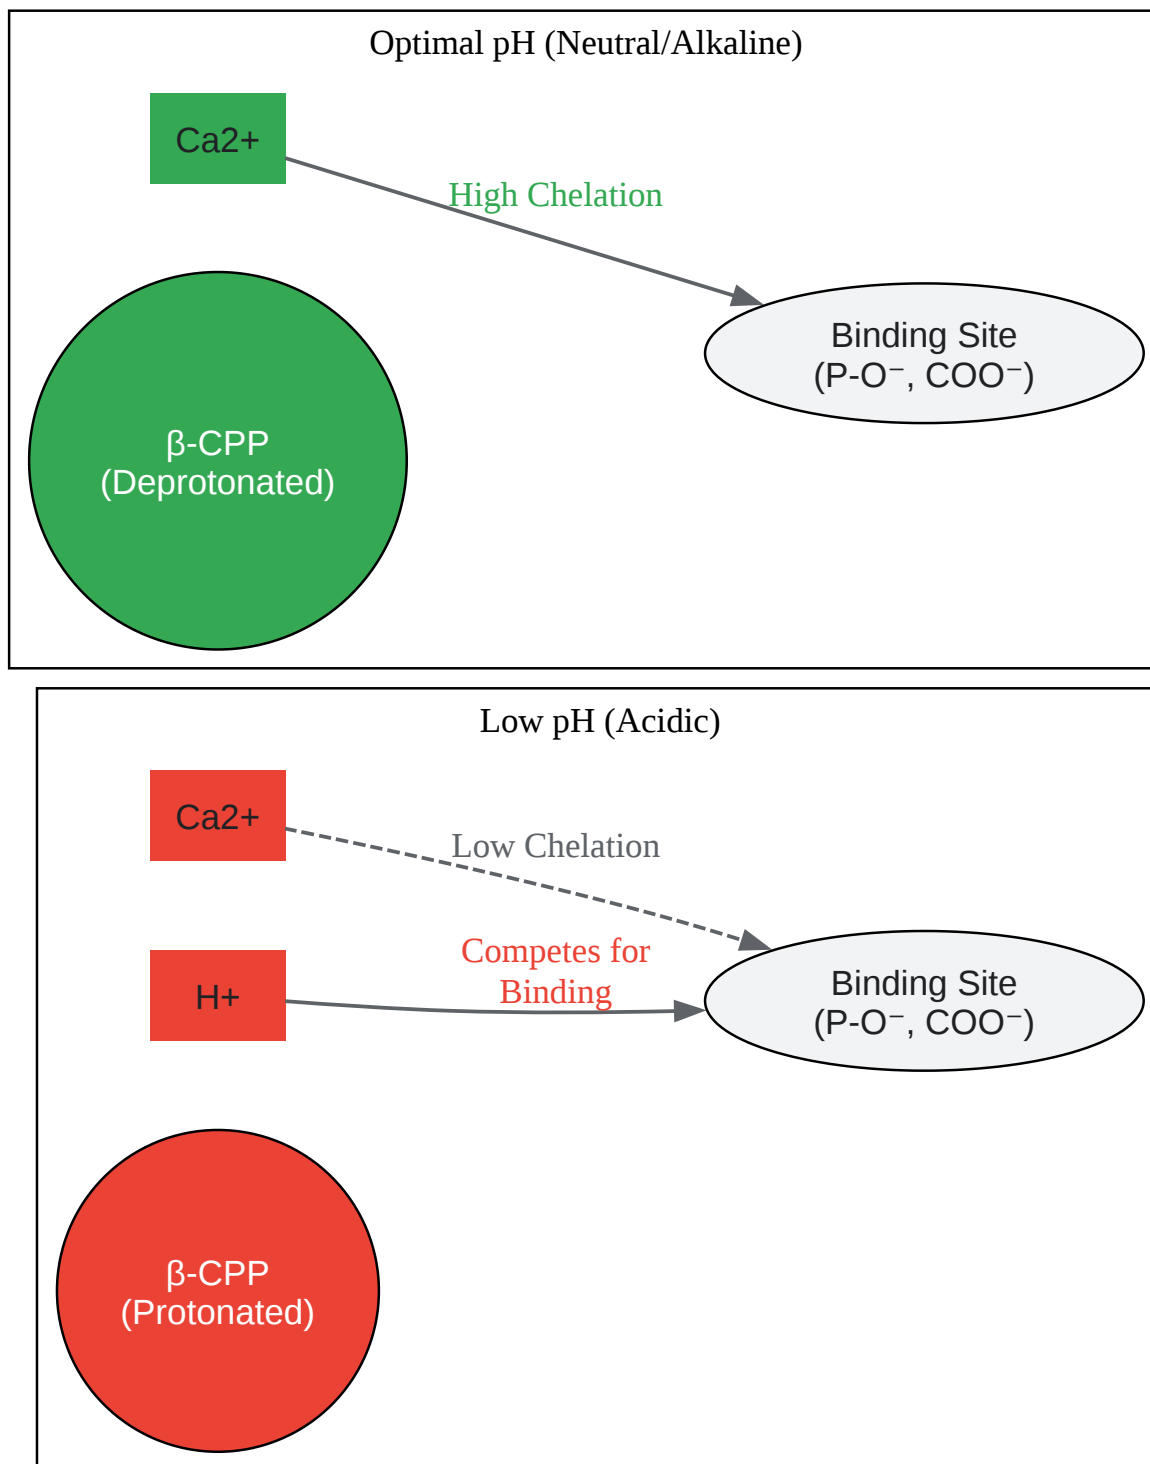 Optimal pH (Neutral/Alkaline)
Ca2+
High Chelation
Binding Site
(P-O⁻, COO⁻)
β-CPP
(Deprotonated)
Low pH (Acidic)
Ca2+
Low Chelation
Competes for
Binding
H+
Binding Site
(P-O⁻, COO⁻)
β-CPP
(Protonated)